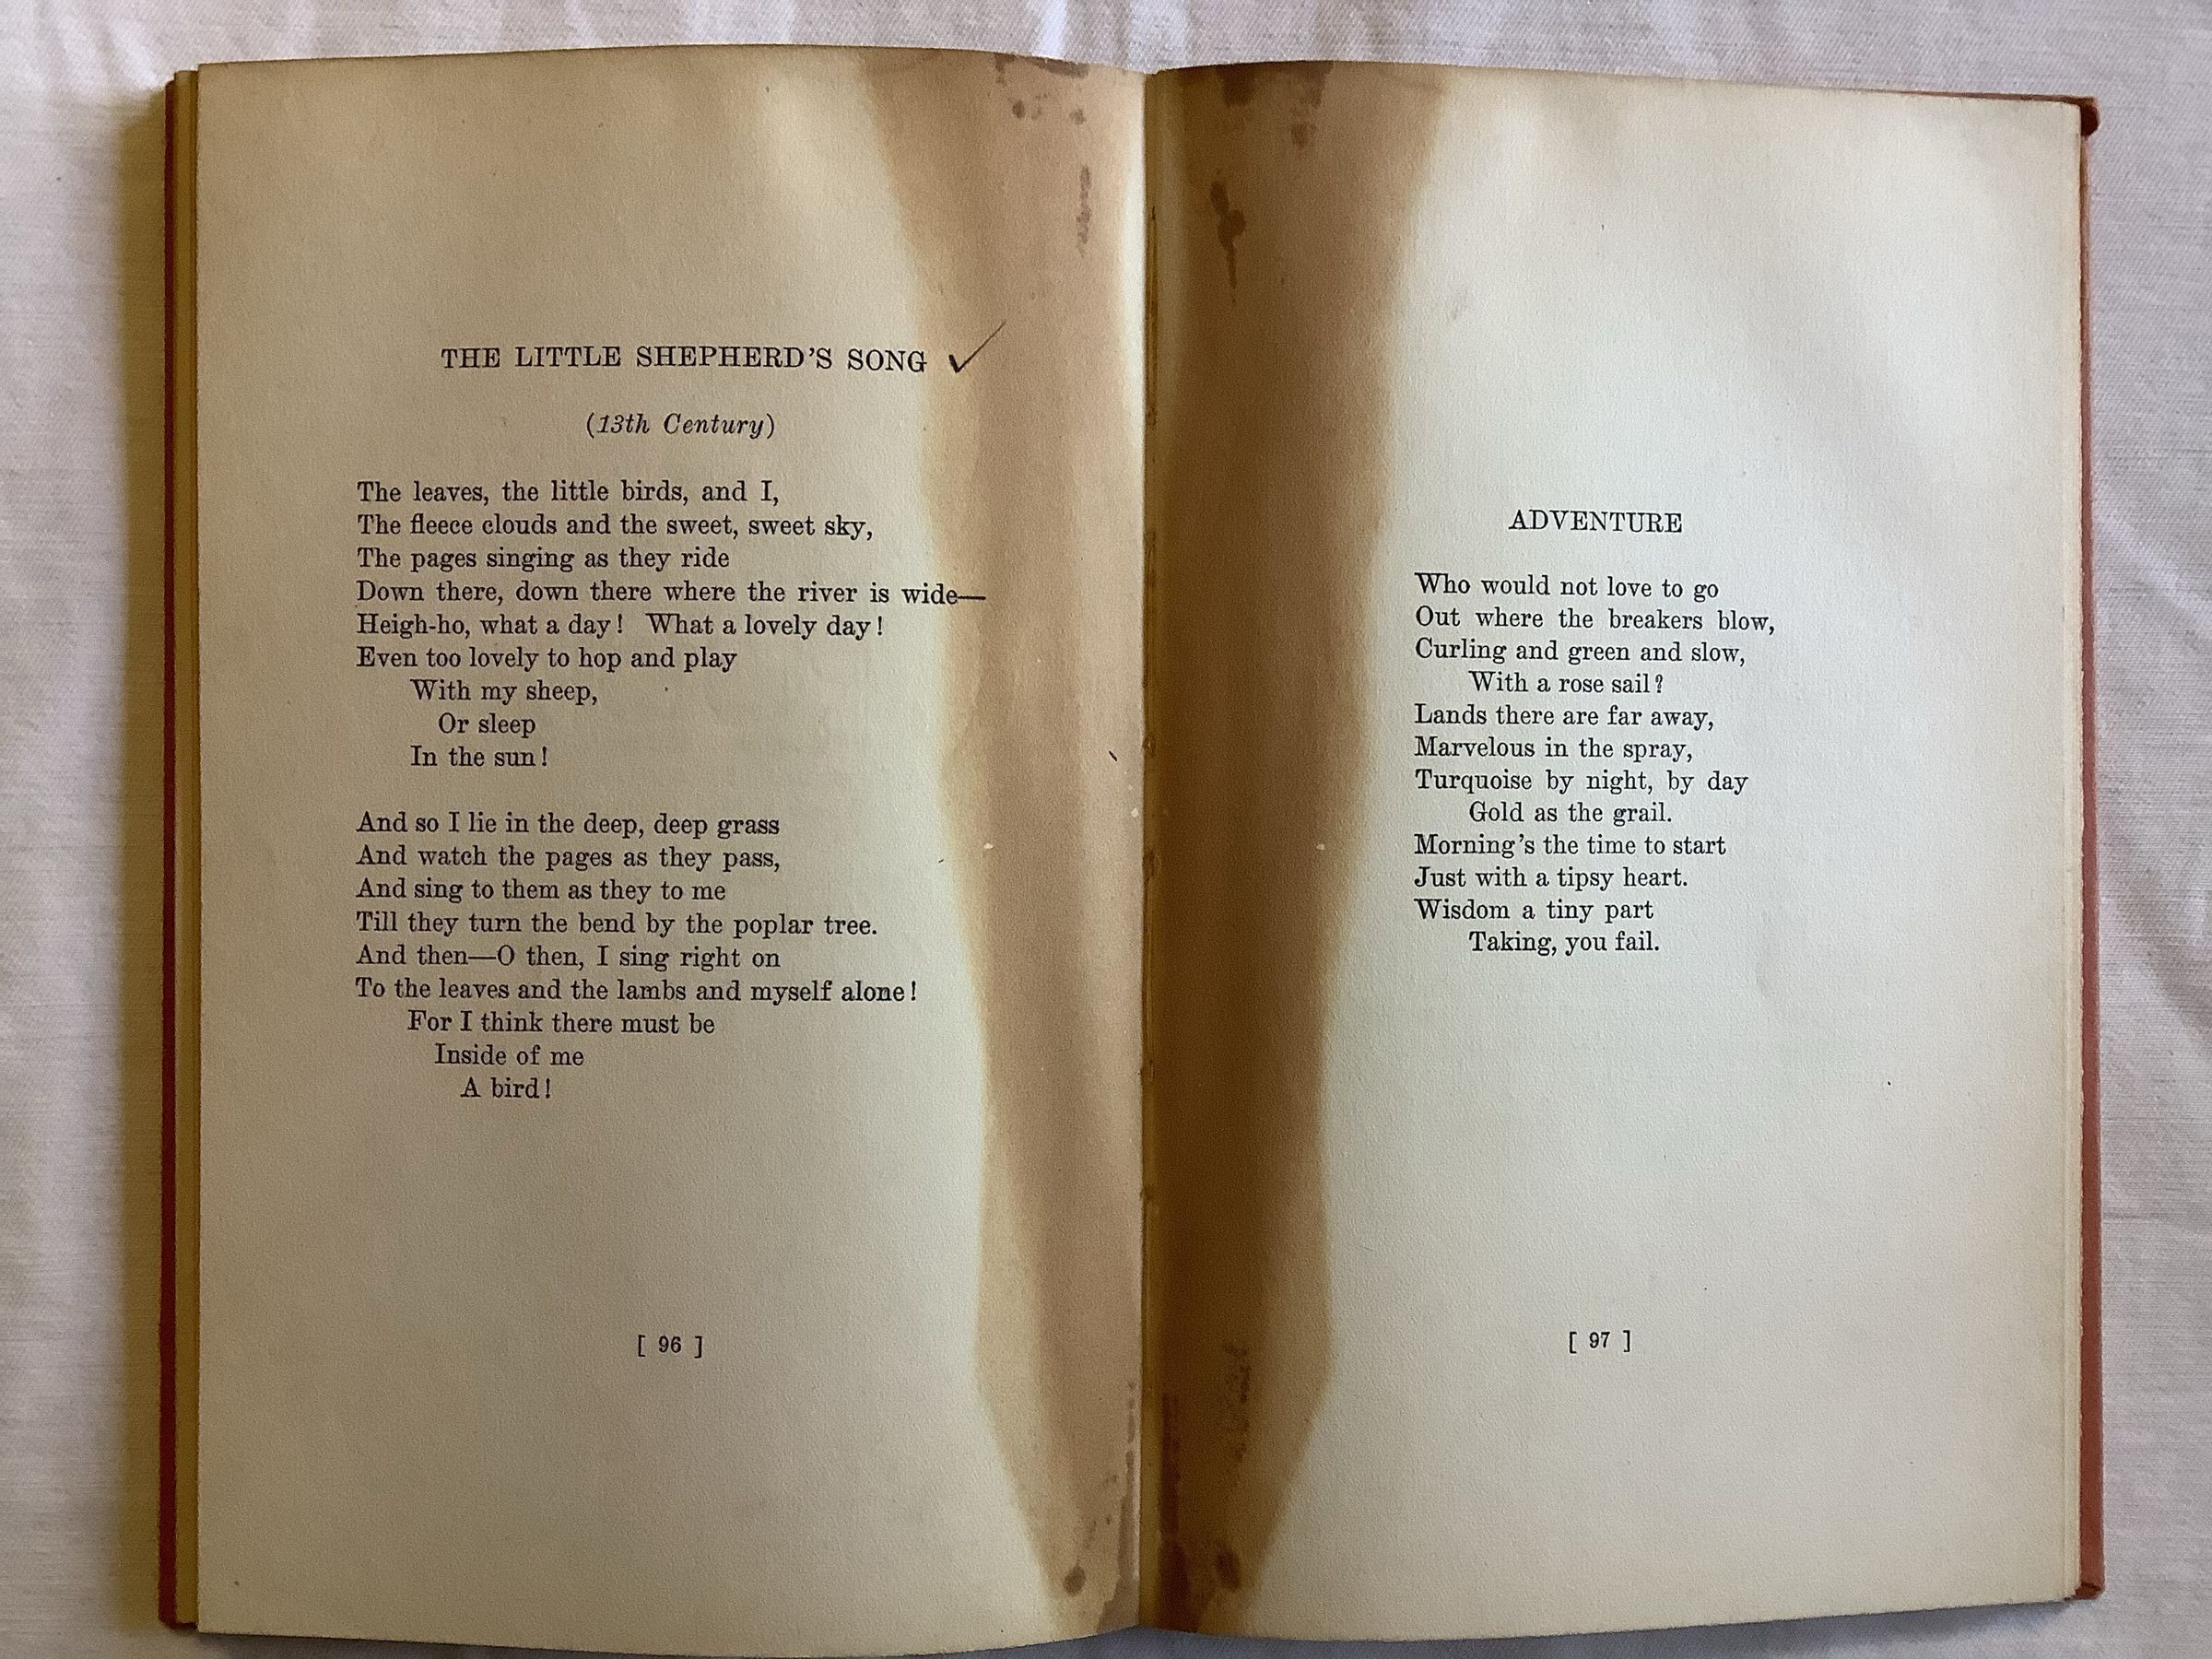 THE LITTLE SHEPHERD'S SONG
(13th Century)
The leaves, the little birds, and I,
The fleece clouds and the sweet, sweet sky,
The pages singing as they ride
Down there, down there where the river is wide—
Heigh-ho, what a day! What a lovely day!
Even too lovely to hop and play
With my sheep,
Or sleep
In the sun!
And so I lie in the deep, deep grass
And watch the pages as they pass,
And sing to them as they to me
Till they turn the bend by the poplar tree.
And then—O then, I sing right on
To the leaves and the lambs and myself alone!
For I think there must be
Inside of me
A bird!
[ 96 ]
ADVENTURE
Who would not love to go
Out where the breakers blow,
Curling and green and slow,
With a rose sail?
Lands there are far away,
Marvelous in the spray,
Turquoise by night, by day
Gold as the grail.
Morning's the time to start
Just with a tipsy heart.
Wisdom a tiny part
Taking, you fail.
[ 97 ]